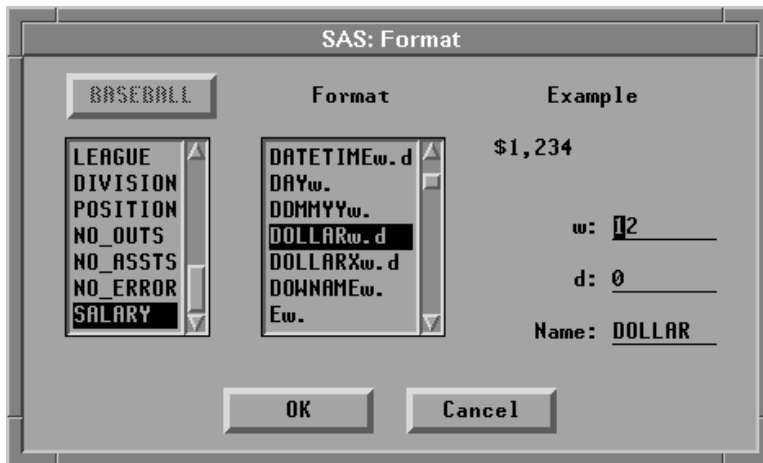 SAS: Format
BASEBALL
Format
Example
LEAGUE
DIVISION
POSITION
NO_OUTS
NO_ASSTS
NO_ERROR
SALARY
DATETIMEw.d
DAYw.
DDMMYYw.
DOLLARw.d
DOLLARXw.d
DOWNAMEw.
Ew.
$1,234
w: 12
d: 0
Name: DOLLAR
OK
Cancel